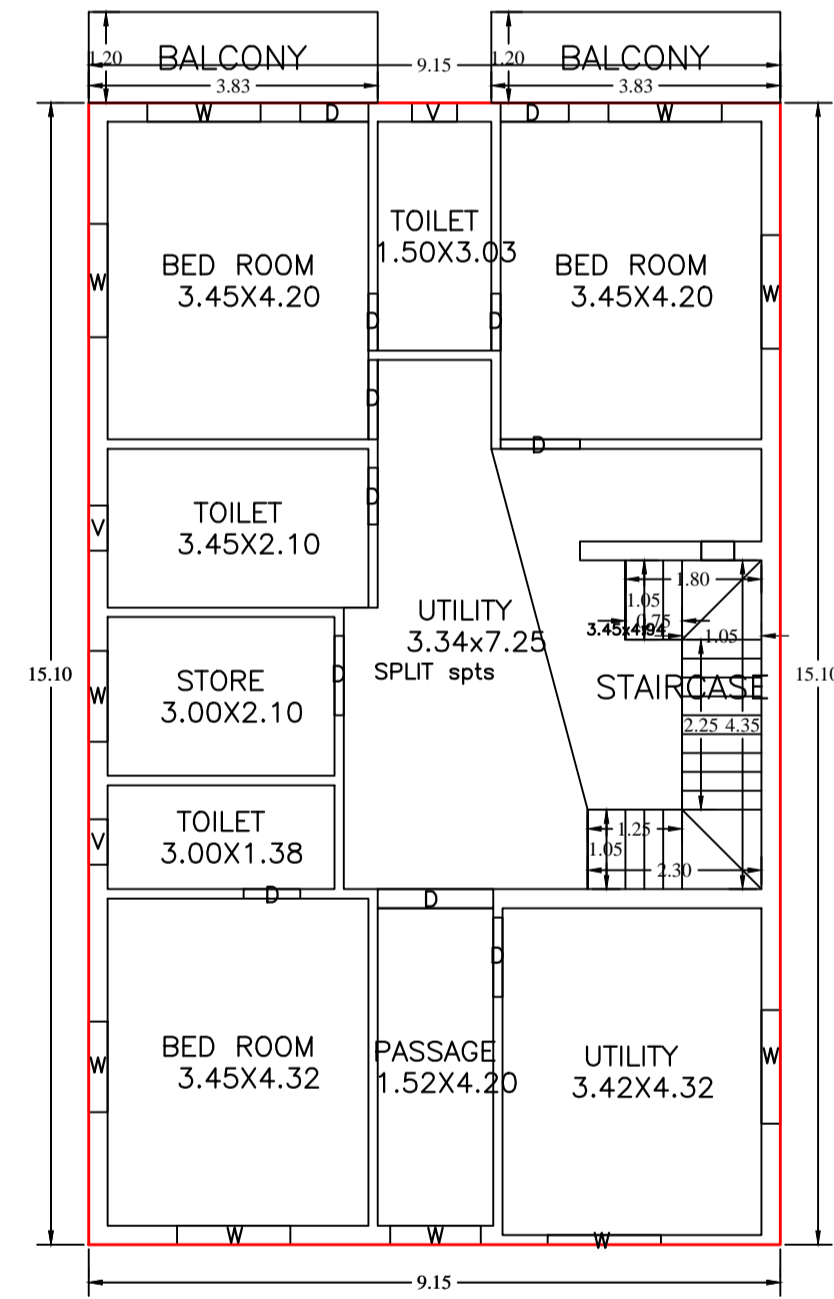 1.20
BALCONY
9.15
1.20
BALCONY
3.83
3.83
W
D
V
D
W
TOILET
1.50X3.03
BED ROOM
3.45X4.20
BED ROOM
3.45X4.20
W
W
D
D
D
D
D
TOILET
3.45X2.10
V
1.80
1.05
0.75
3.45x4.94
1.05
UTILITY
3.34x7.25
SPLIT spts
15.10
15.10
STORE
3.00X2.10
W
D
STAIRCASE
2.25
4.35
TOILET
3.00X1.38
V
1.25
1.05
2.30
D
D
D
BED ROOM
3.45X4.32
W
PASSAGE
1.52X4.20
UTILITY
3.42X4.32
W
W
W
W
9.15